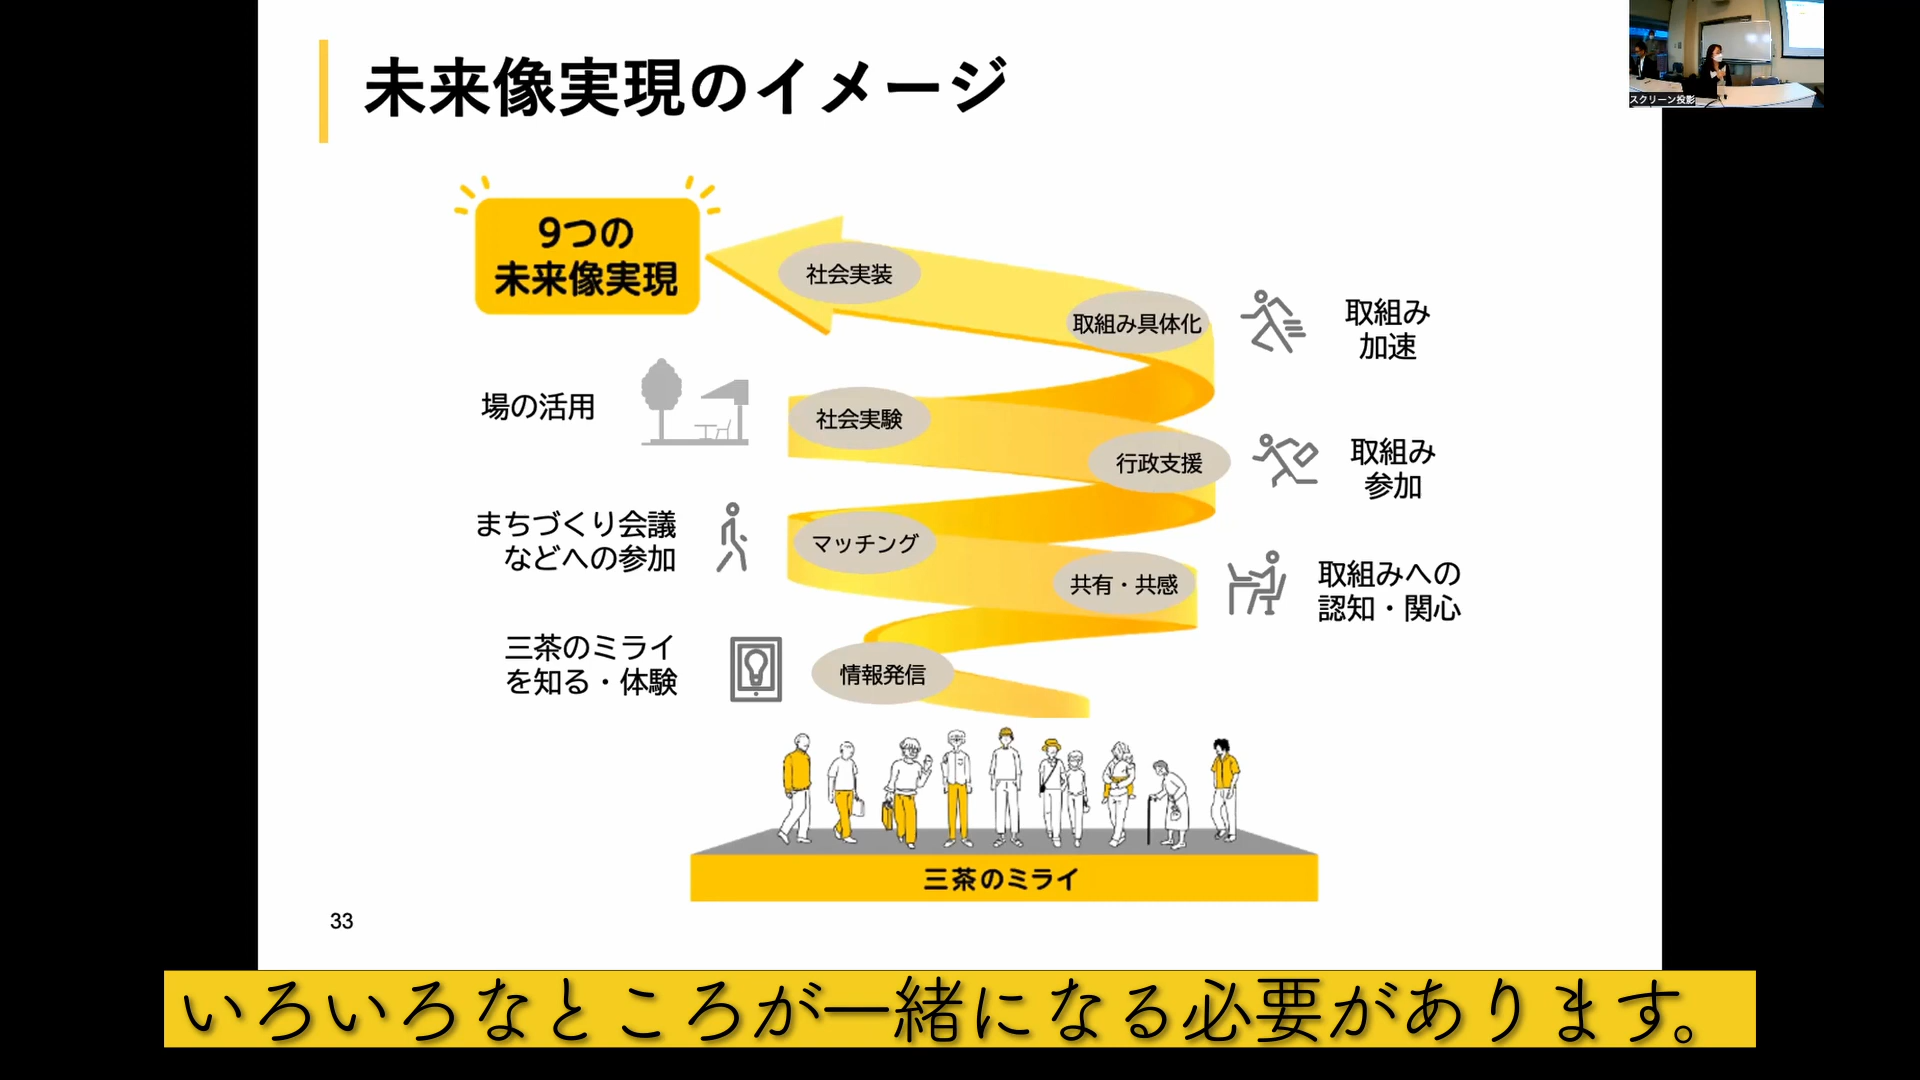 未来像実現のイメージ
スクリーン投影
9つの
未来像実現
社会実装
取組み具体化
取組み
加速
場の活用
社会実験
行政支援
取組み
参加
まちづくり会議
などへの参加
マッチング
共有・共感
取組みへの
認知・関心
三茶のミライ
を知る・体験
情報発信
三茶のミライ
33
いろいろなところが一緒になる必要があります。